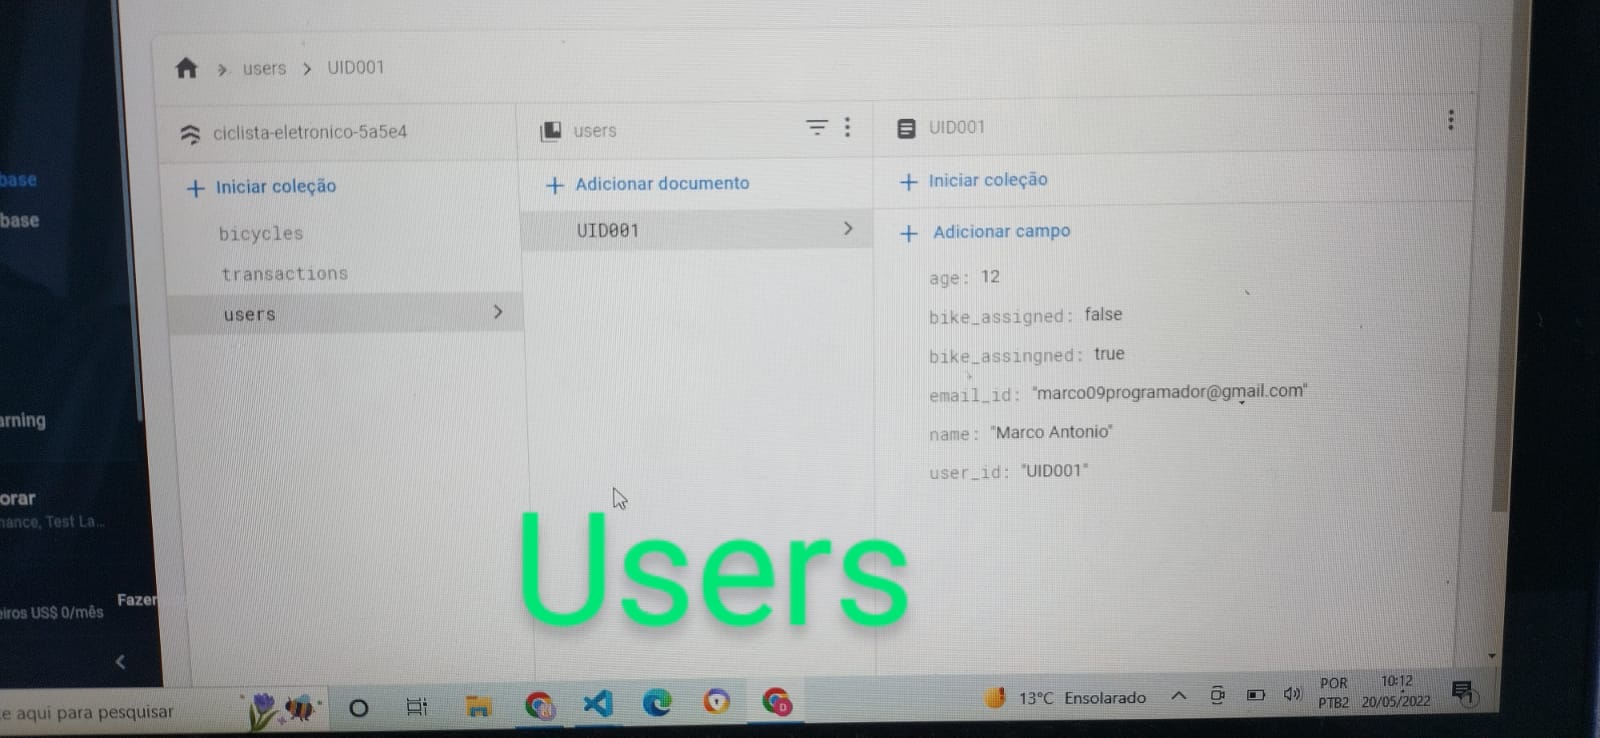 users > UID001
ciclista-eletronico-5a5e4
users
UID001
+ Iniciar coleção
+ Adicionar documento
+ Iniciar coleção
bicycles
transactions
users
UID001
+ Adicionar campo
age: 12
bike_assigned: false
bike_assingned: true
email_id: "marco09programador@gmail.com"
name: "Marco Antonio"
user_id: "UID001"
base
base
arning
orar
nance, Test La...
Fazer
eiros US$ 0/mês
Users
e aqui para pesquisar
13°C Ensolarado
POR
PTB2
10:12
20/05/2022
1